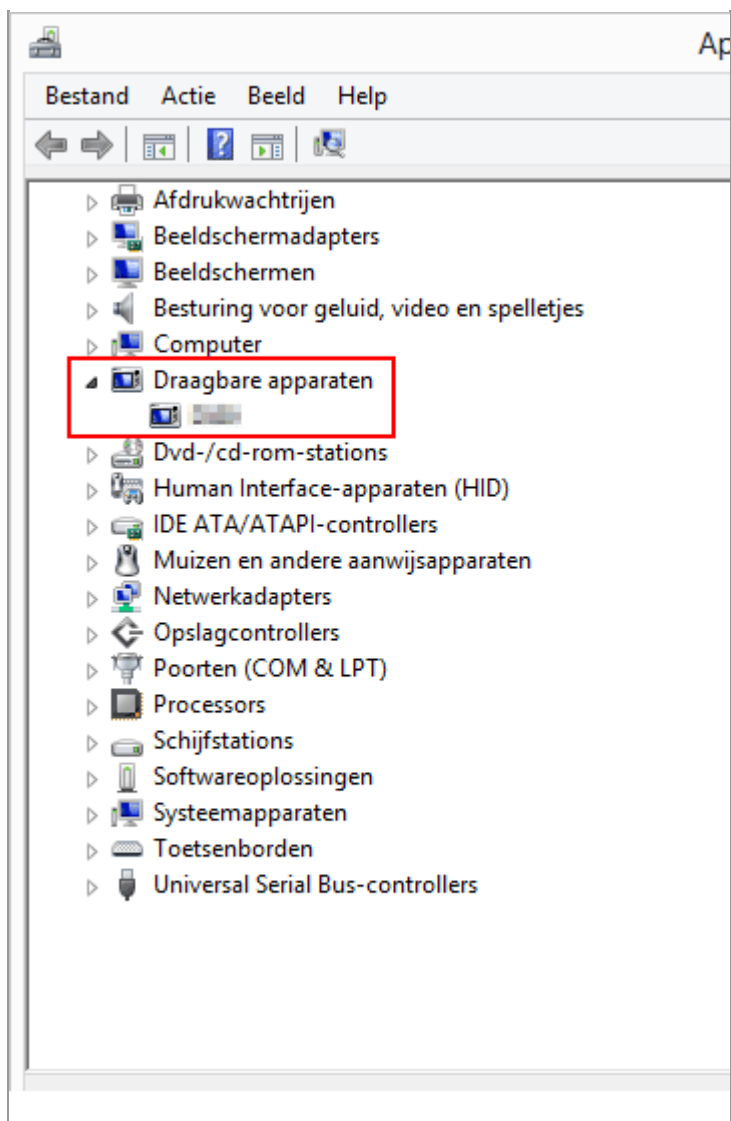 Ap
Bestand Actie Beeld Help
Afdrukwachtrijen
Beeldschermadapters
Beeldschermen
Besturing voor geluid, video en spelletjes
Computer
Draagbare apparaten
Dvd-/cd-rom-stations
Human Interface-apparaten (HID)
IDE ATA/ATAPI-controllers
Muizen en andere aanwijsapparaten
Netwerkadapters
Opslagcontrollers
Poorten (COM & LPT)
Processors
Schijfstations
Softwareoplossingen
Systeemapparaten
Toetsenborden
Universal Serial Bus-controllers